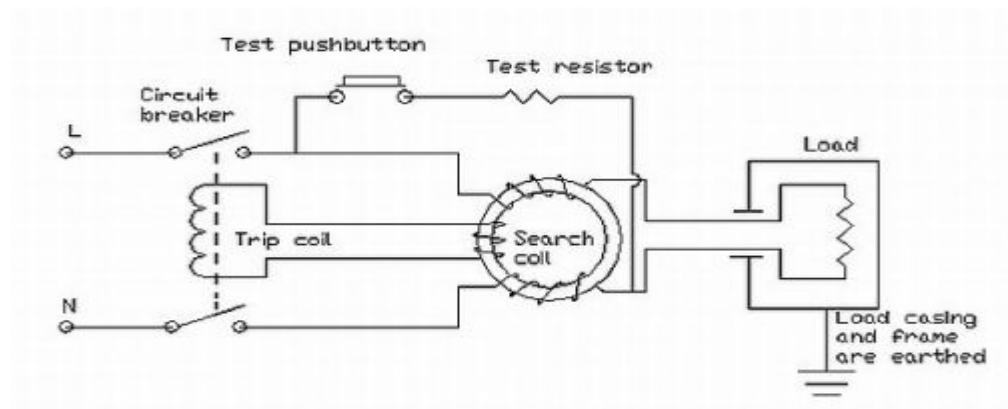 Test pushbutton
Test resistor
Circuit
breaker
L
Load
Trip coil
Search
coil
N
Load casing
and frame
are earthed